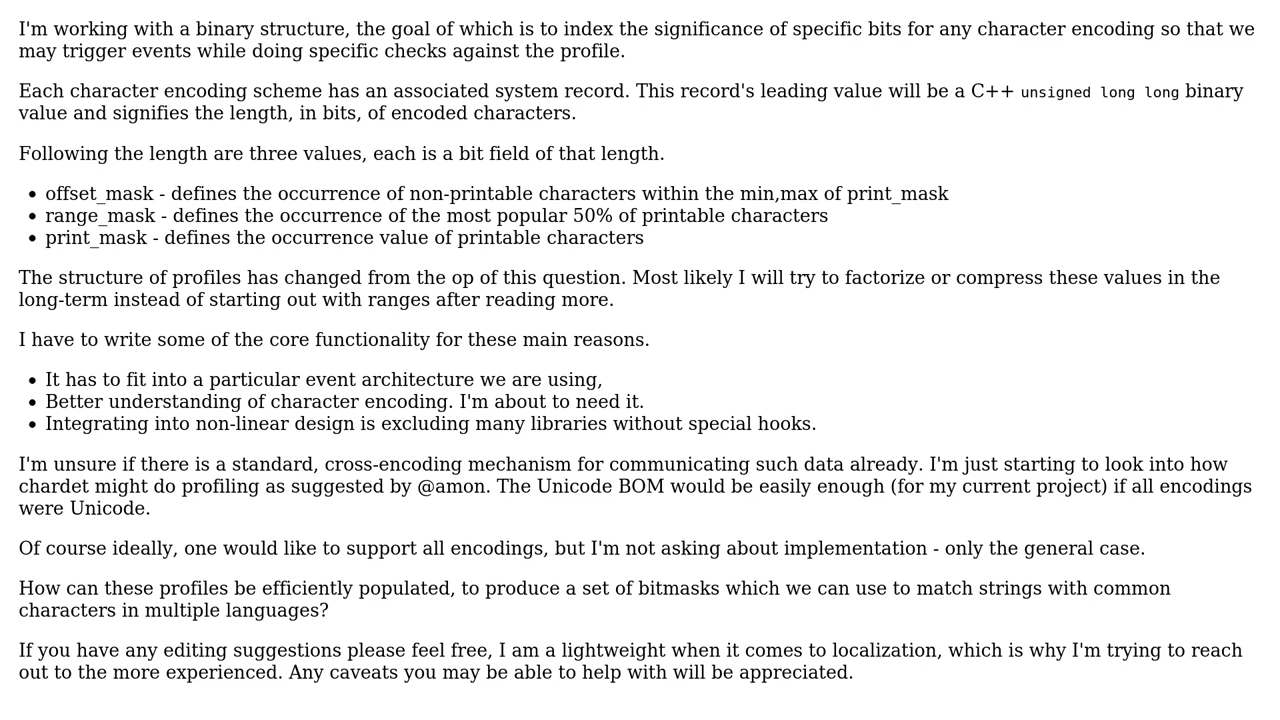 I'm working with a binary structure, the goal of which is to index the significance of specific bits for any character encoding so that we
may trigger events while doing specific checks against the profile.
Each character encoding scheme has an associated system record. This record's leading value will be a C++ unsigned long long binary
value and signifies the length, in bits, of encoded characters.
Following the length are three values, each is a bit field of that length.
• offset_mask - defines the occurrence of non-printable characters within the min,max of print_mask
• range_mask - defines the occurrence of the most popular 50% of printable characters
• print_mask - defines the occurrence value of printable characters
The structure of profiles has changed from the op of this question. Most likely I will try to factorize or compress these values in the
long-term instead of starting out with ranges after reading more.
I have to write some of the core functionality for these main reasons.
• It has to fit into a particular event architecture we are using,
• Better understanding of character encoding. I'm about to need it.
• Integrating into non-linear design is excluding many libraries without special hooks.
I'm unsure if there is a standard, cross-encoding mechanism for communicating such data already. I'm just starting to look into how
chardet might do profiling as suggested by @amon. The Unicode BOM would be easily enough (for my current project) if all encodings
were Unicode.
Of course ideally, one would like to support all encodings, but I'm not asking about implementation - only the general case.
How can these profiles be efficiently populated, to produce a set of bitmasks which we can use to match strings with common
characters in multiple languages?
If you have any editing suggestions please feel free, I am a lightweight when it comes to localization, which is why I'm trying to reach
out to the more experienced. Any caveats you may be able to help with will be appreciated.